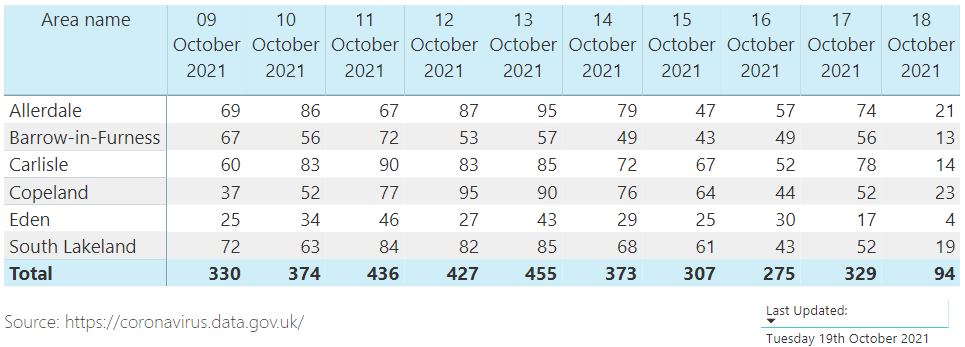 Area name 09 October 2021 10 October 2021 11 October 2021 12 October 2021 13 October 2021 14 October 2021 15 October 2021 16 October 2021 17 October 2021 18 October 2021
Allerdale 69 86 67 87 95 79 47 57 74 21
Barrow-in-Furness 67 56 72 53 57 49 43 49 56 13
Carlisle 60 83 90 83 85 72 67 52 78 14
Copeland 37 52 77 95 90 76 64 44 52 23
Eden 25 34 46 27 43 29 25 30 17 4
South Lakeland 72 63 84 82 85 68 61 43 52 19
Total 330 374 436 427 455 373 307 275 329 94
Source: https://coronavirus.data.gov.uk/
Last Updated:
Tuesday 19th October 2021